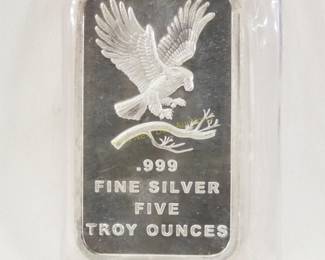 .999
FINE SILVER
FIVE
TROY OUNCES